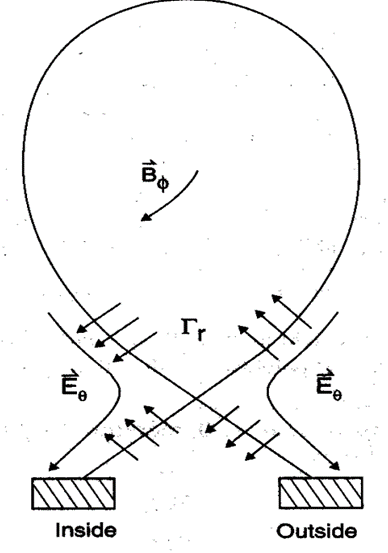 B⃗ϕ
Γr
E⃗θ
E⃗θ
Inside
Outside